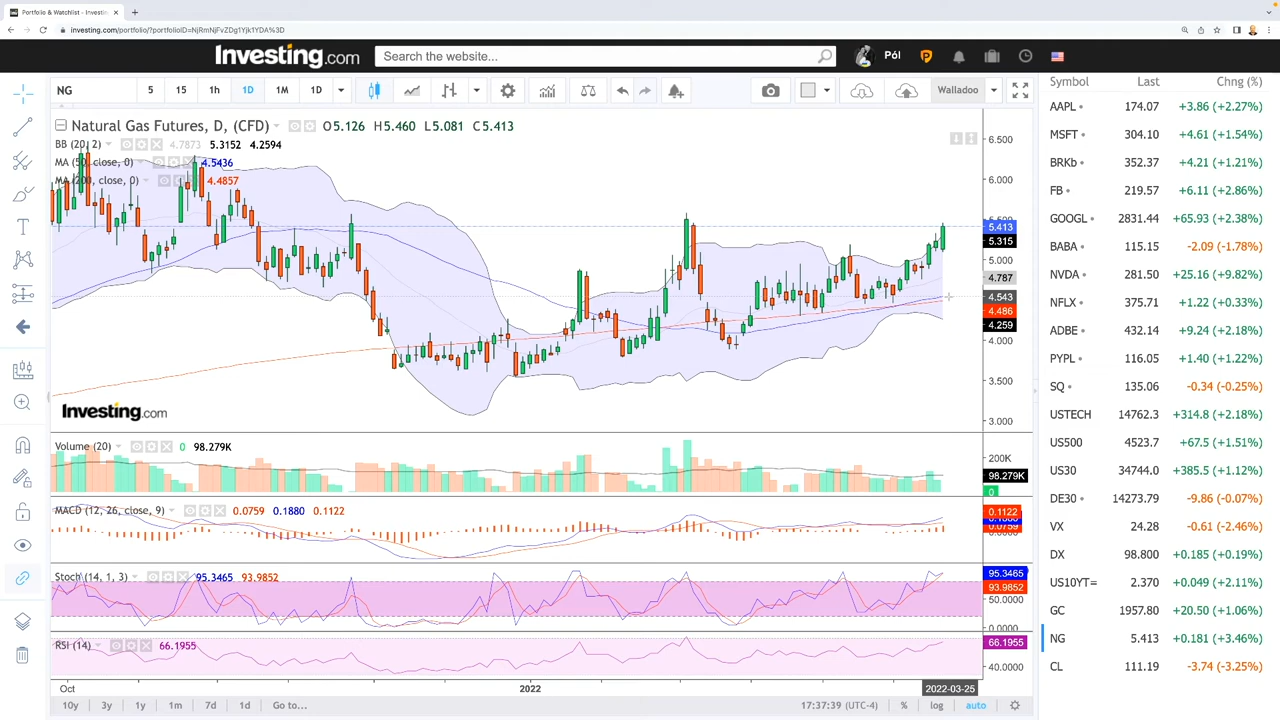 Portfolio & Watchlist - Investin
investing.com/portfolio/?portfolioID=NjRmNjFvZDg1Yjk1YDA%3D
Investing.com
Search the website...
Pól
NG 5 15 1h 1D 1M 1D Walladoo
Natural Gas Futures, D, (CFD) O5.126 H5.460 L5.081 C5.413
BB (20, 2) 4.7873 5.3152 4.2594
MA (50, close, 0) 4.5436
MA (200, close, 0) 4.4857
6.500
6.000
5.413
5.315
5.000
4.787
4.543
4.486
4.259
4.000
3.500
3.000
Investing.com
Volume (20) 0 98.279K
200K
98.279K
0
MACD (12, 26, close, 9) 0.0759 0.1880 0.1122
0.1122
Stoch (14, 1, 3) 95.3465 93.9852
95.3465
93.9852
50.0000
0.0000
RSI (14) 66.1955
66.1955
40.0000
Oct 2022 2022-03-25
10y 3y 1y 1m 7d 1d Go to... 17:37:39 (UTC-4) % log auto
Symbol Last Chng (%)
AAPL 174.07 +3.86 (+2.27%)
MSFT 304.10 +4.61 (+1.54%)
BRKb 352.37 +4.21 (+1.21%)
FB 219.57 +6.11 (+2.86%)
GOOGL 2831.44 +65.93 (+2.38%)
BABA 115.15 -2.09 (-1.78%)
NVDA 281.50 +25.16 (+9.82%)
NFLX 375.71 +1.22 (+0.33%)
ADBE 432.14 +9.24 (+2.18%)
PYPL 116.05 +1.40 (+1.22%)
SQ 135.06 -0.34 (-0.25%)
USTECH 14762.3 +314.8 (+2.18%)
US500 4523.7 +67.5 (+1.51%)
US30 34744.0 +385.5 (+1.12%)
DE30 14273.79 -9.86 (-0.07%)
VX 24.28 -0.61 (-2.46%)
DX 98.800 +0.185 (+0.19%)
US10YT= 2.370 +0.049 (+2.11%)
GC 1957.80 +20.50 (+1.06%)
NG 5.413 +0.181 (+3.46%)
CL 111.19 -3.74 (-3.25%)